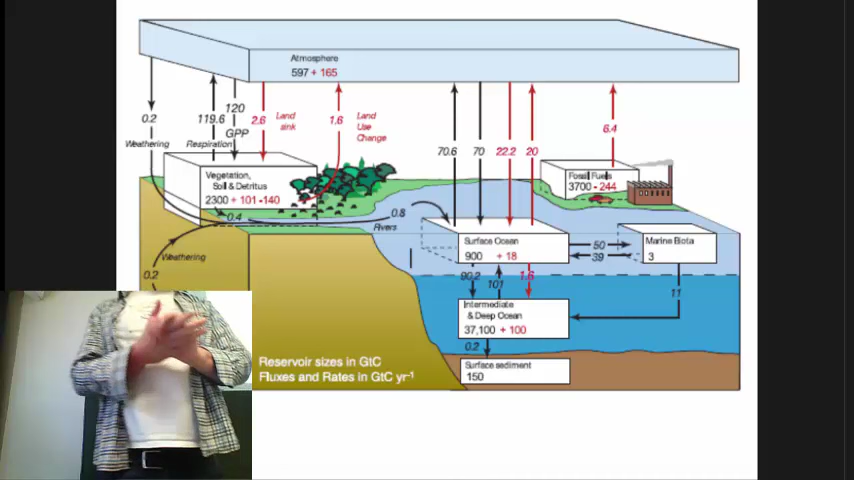 Atmosphere
597 + 165
0.2
Weathering
119.6
Respiration
120
GPP
2.6
Land
sink
1.6
Land
Use
Change
70.6
70
22.2
20
6.4
Fossil Fuels
3700 - 244
Vegetation,
Soil & Detritus
2300 + 101 -140
0.4
0.8
Rivers
Weathering
0.2
Surface Ocean
900 + 18
50
39
Marine Biota
3
90.2
101
1.6
11
Intermediate
& Deep Ocean
37,100 + 100
0.2
Surface sediment
150
Reservoir sizes in GtC
Fluxes and Rates in GtC yr⁻¹